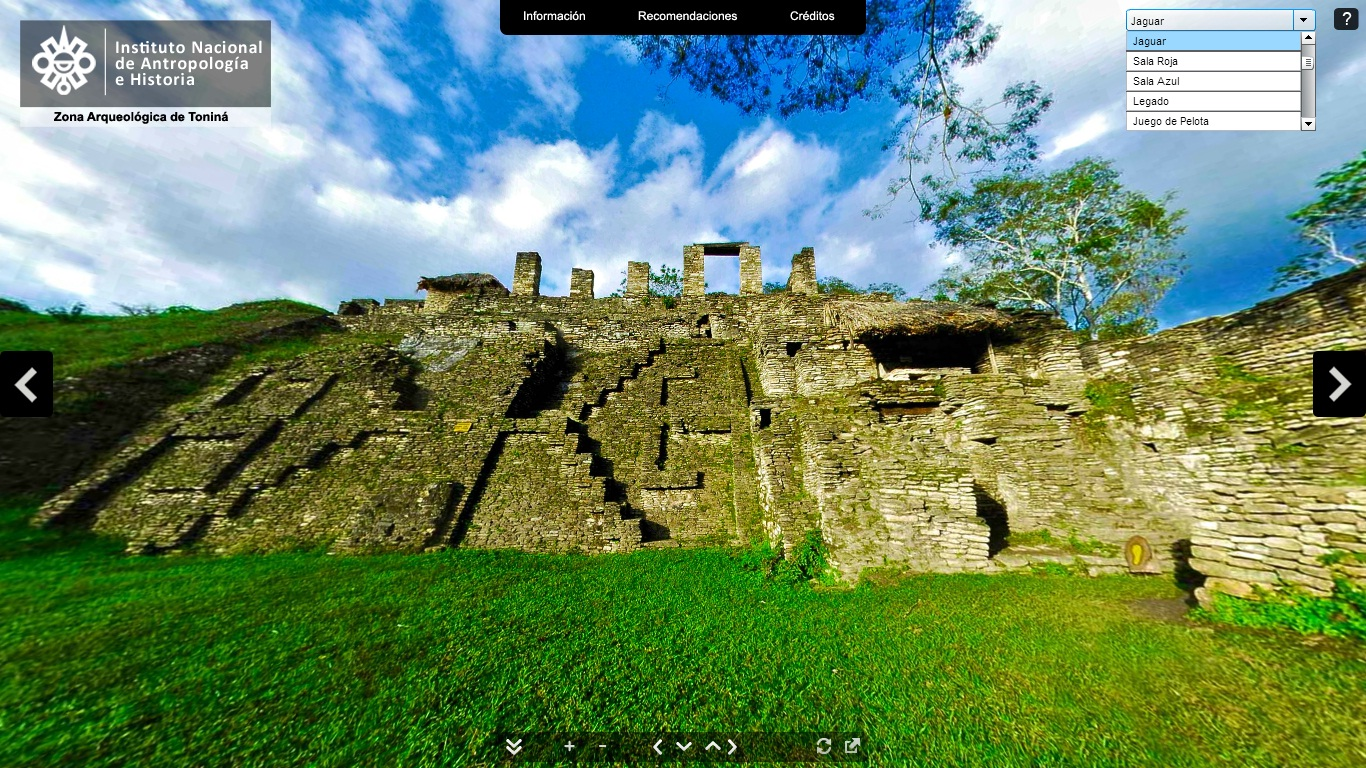 Instituto Nacional
de Antropología
e Historia
Zona Arqueológica de Toniná
Información
Recomendaciones
Créditos
Jaguar
?
Jaguar
Sala Roja
Sala Azul
Legado
Juego de Pelota